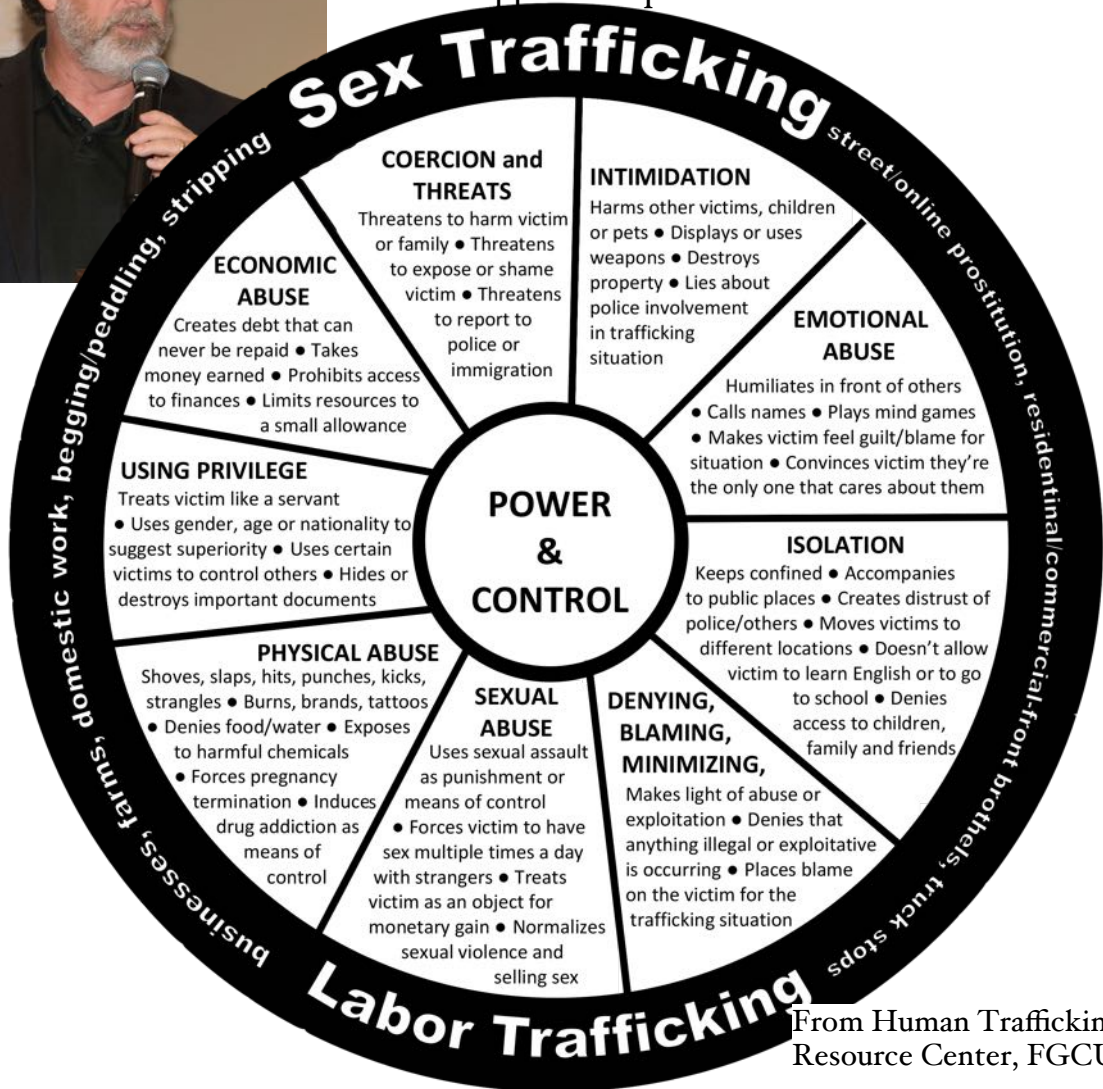 Sex Trafficking
street/online prostitution, residentinal/commercial-front brothels, truck stops
Labor Trafficking
businesses, farms, domestic work, begging/peddling, stripping
COERCION and
THREATS
Threatens to harm victim
or family ● Threatens
to expose or shame
victim ● Threatens
to report to
police or
immigration
INTIMIDATION
Harms other victims, children
or pets ● Displays or uses
weapons ● Destroys
property ● Lies about
police involvement
in trafficking
situation
EMOTIONAL
ABUSE
Humiliates in front of others
● Calls names ● Plays mind games
● Makes victim feel guilt/blame for
situation ● Convinces victim they're
the only one that cares about them
ISOLATION
Keeps confined ● Accompanies
to public places ● Creates distrust of
police/others ● Moves victims to
different locations ● Doesn't allow
victim to learn English or to go
to school ● Denies
access to children,
family and friends
DENYING,
BLAMING,
MINIMIZING,
Makes light of abuse or
exploitation ● Denies that
anything illegal or exploitative
is occurring ● Places blame
on the victim for the
trafficking situation
SEXUAL
ABUSE
Uses sexual assault
as punishment or
means of control
● Forces victim to have
sex multiple times a day
with strangers ● Treats
victim as an object for
monetary gain ● Normalizes
sexual violence and
selling sex
PHYSICAL ABUSE
Shoves, slaps, hits, punches, kicks,
strangles ● Burns, brands, tattoos
● Denies food/water ● Exposes
to harmful chemicals
● Forces pregnancy
termination ● Induces
drug addiction as
means of
control
USING PRIVILEGE
Treats victim like a servant
● Uses gender, age or nationality to
suggest superiority ● Uses certain
victims to control others ● Hides or
destroys important documents
ECONOMIC
ABUSE
Creates debt that can
never be repaid ● Takes
money earned ● Prohibits access
to finances ● Limits resources to
a small allowance
POWER
&
CONTROL
From Human Traffickin
Resource Center, FGCU